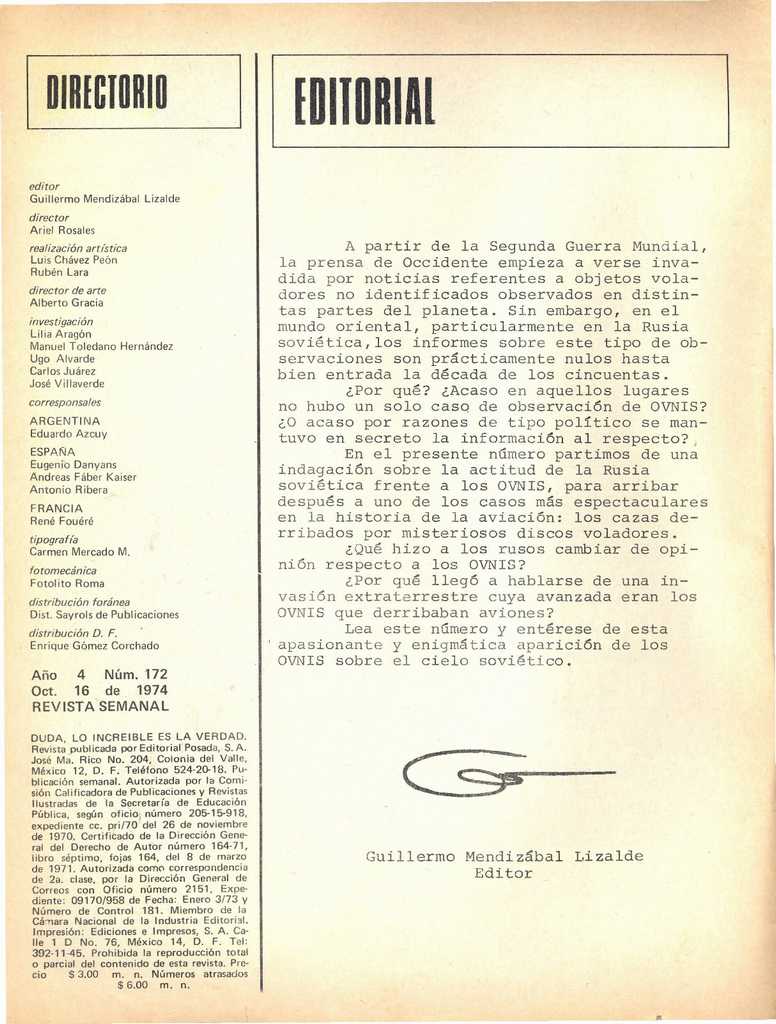 DIRECTORIO
editor
Guillermo Mendizábal Lizalde
director
Ariel Rosales
realización artística
Luis Chávez Peón
Rubén Lara
director de arte
Alberto Gracia
investigación
Lilia Aragón
Manuel Toledano Hernández
Ugo Alvarde
Carlos Juárez
José Villaverde
corresponsales
ARGENTINA
Eduardo Azcuy
ESPAÑA
Eugenio Danyans
Andreas Fáber Kaiser
Antonio Ribera
FRANCIA
René Fouéré
tipografía
Carmen Mercado M.
fotomecánica
Fotolito Roma
distribución foránea
Dist. Sayrols de Publicaciones
distribución D. F.
Enrique Gómez Corchado
Año 4 Núm. 172
Oct. 16 de 1974
REVISTA SEMANAL
DUDA, LO INCREIBLE ES LA VERDAD.
Revista publicada por Editorial Posada, S. A.
José Ma. Rico No. 204, Colonia del Valle,
México 12, D. F. Teléfono 524-20-18. Pu-
blicación semanal. Autorizada por la Comi-
sión Calificadora de Publicaciones y Revistas
Ilustradas de la Secretaría de Educación
Pública, según oficio número 205-15-918,
expediente cc. pri/70 del 26 de noviembre
de 1970. Certificado de la Dirección Gene-
ral del Derecho de Autor número 164-71,
libro séptimo, fojas 164, del 8 de marzo
de 1971. Autorizada como correspondencia
de 2a. clase, por la Dirección General de
Correos con Oficio número 2151, Expe-
diente: 09170/958 de Fecha: Enero 3/73 y
Número de Control 181. Miembro de la
Cámara Nacional de la Industria Editorial.
Impresión: Ediciones e Impresos, S. A. Ca-
lle 1 D No. 76, México 14, D. F. Tel:
392-11-45. Prohibida la reproducción total
o parcial del contenido de esta revista. Pre-
cio $ 3.00 m. n. Números atrasados
$ 6.00 m. n.
EDITORIAL
A partir de la Segunda Guerra Mundial,
la prensa de Occidente empieza a verse inva-
dida por noticias referentes a objetos vola-
dores no identificados observados en distin-
tas partes del planeta. Sin embargo, en el
mundo oriental, particularmente en la Rusia
soviética, los informes sobre este tipo de ob-
servaciones son prácticamente nulos hasta
bien entrada la década de los cincuentas.
¿Por qué? ¿Acaso en aquellos lugares
no hubo un solo caso de observación de OVNIS?
¿O acaso por razones de tipo político se man-
tuvo en secreto la información al respecto?
En el presente número partimos de una
indagación sobre la actitud de la Rusia
soviética frente a los OVNIS, para arribar
después a uno de los casos más espectaculares
en la historia de la aviación: los cazas de-
rribados por misteriosos discos voladores.
¿Qué hizo a los rusos cambiar de opi-
nión respecto a los OVNIS?
¿Por qué llegó a hablarse de una in-
vasión extraterrestre cuya avanzada eran los
OVNIS que derribaban aviones?
Lea este número y entérese de esta
apasionante y enigmática aparición de los
OVNIS sobre el cielo soviético.
Guillermo Mendizábal Lizalde
Editor